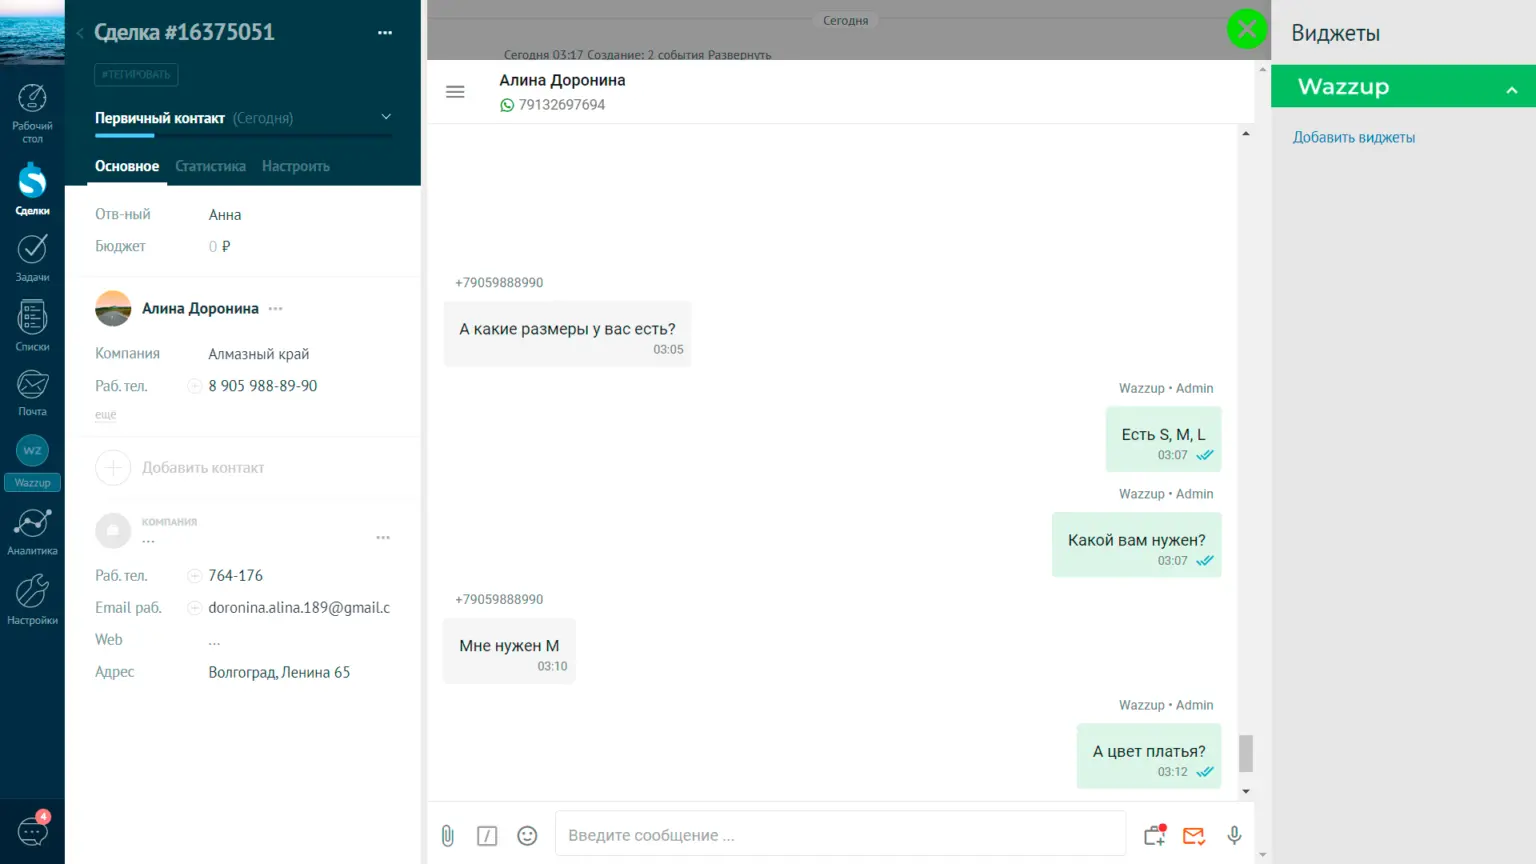 Рабочий
стол
Сделки
Задачи
Списки
Почта
WZ
Wazzup
Аналитика
Настройки
4
Сделка #16375051
#ТЕГИРОВАТЬ
Первичный контакт (Сегодня)
Основное Статистика Настроить
Отв-ный Анна
Бюджет 0 ₽
Алина Доронина ...
Компания Алмазный край
Раб. тел. 8 905 988-89-90
еще
Добавить контакт
КОМПАНИЯ
...
Раб. тел. 764-176
Email раб. doronina.alina.189@gmail.c
Web ...
Адрес Волгоград, Ленина 65
Сегодня
Сегодня 03:17 Создание: 2 события Развернуть
Алина Доронина
79132697694
+79059888990
А какие размеры у вас есть?
03:05
Wazzup • Admin
Есть S, M, L
03:07
Wazzup • Admin
Какой вам нужен?
03:07
+79059888990
Мне нужен М
03:10
Wazzup • Admin
А цвет платья?
03:12
Введите сообщение ...
Виджеты
Wazzup
Добавить виджеты